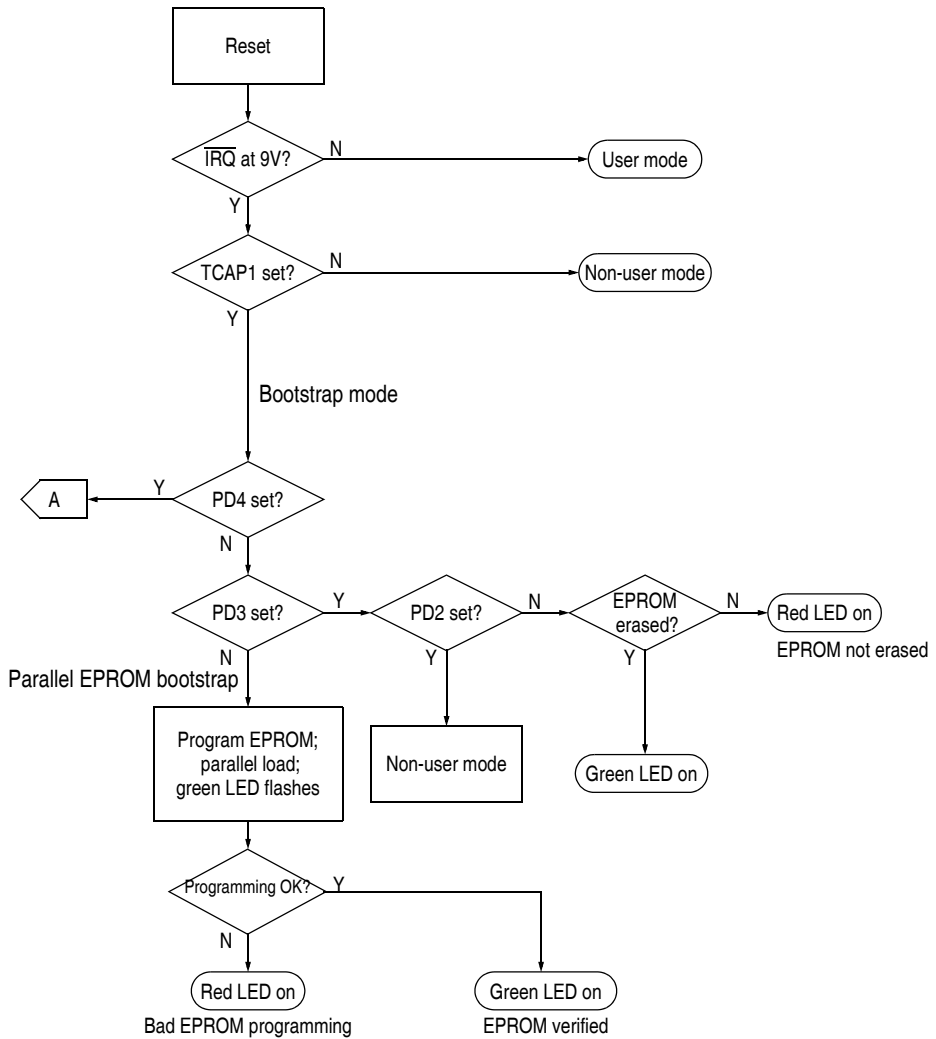 Reset
IRQ at 9V?
N
User mode
Y
TCAP1 set?
N
Non-user mode
Y
Bootstrap mode
A
Y
PD4 set?
N
PD3 set?
Y
PD2 set?
N
EPROM
erased?
N
Red LED on
EPROM not erased
N
Y
Y
Parallel EPROM bootstrap
Program EPROM;
parallel load;
green LED flashes
Non-user mode
Green LED on
Programming OK?
Y
N
Red LED on
Green LED on
Bad EPROM programming
EPROM verified